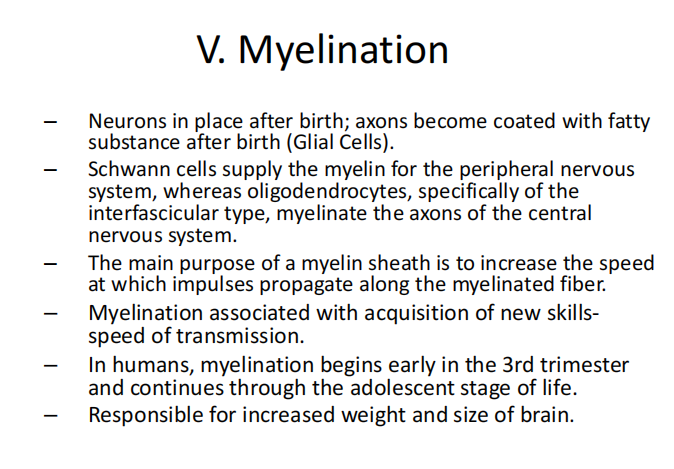 V. Myelination
– Neurons in place after birth; axons become coated with fatty
substance after birth (Glial Cells).
– Schwann cells supply the myelin for the peripheral nervous
system, whereas oligodendrocytes, specifically of the
interfascicular type, myelinate the axons of the central
nervous system.
– The main purpose of a myelin sheath is to increase the speed
at which impulses propagate along the myelinated fiber.
– Myelination associated with acquisition of new skills-
speed of transmission.
– In humans, myelination begins early in the 3rd trimester
and continues through the adolescent stage of life.
– Responsible for increased weight and size of brain.